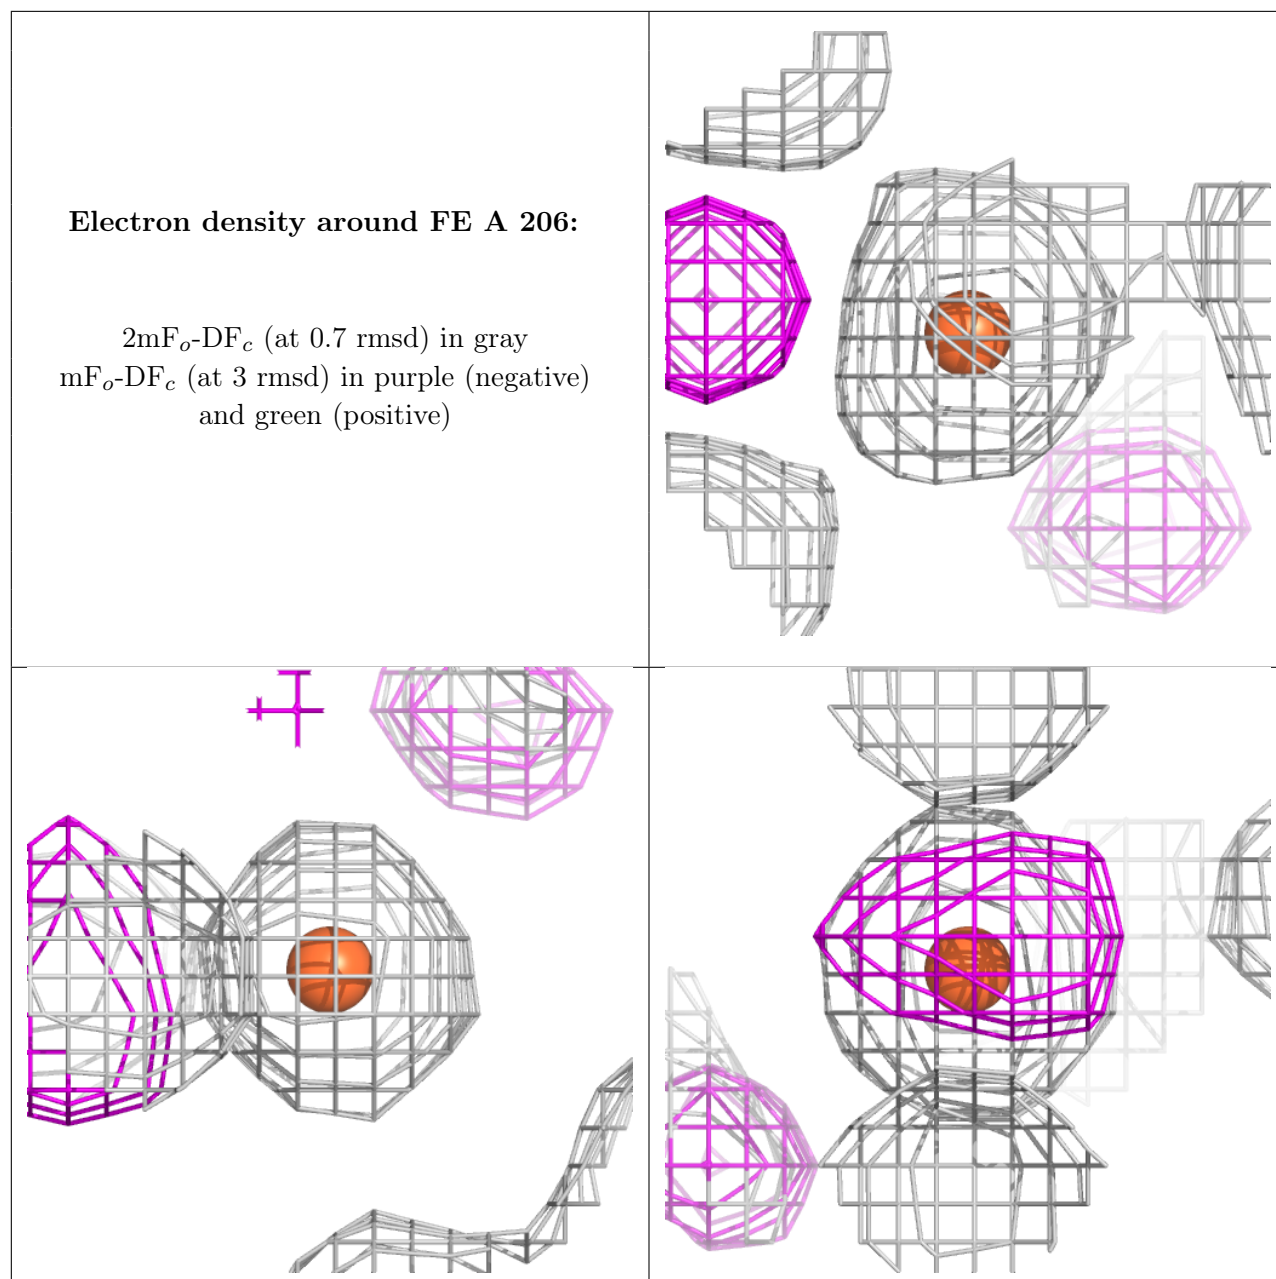 Electron density around FE A 206:
2mFo-DFc (at 0.7 rmsd) in gray
mFo-DFc (at 3 rmsd) in purple (negative)
and green (positive)